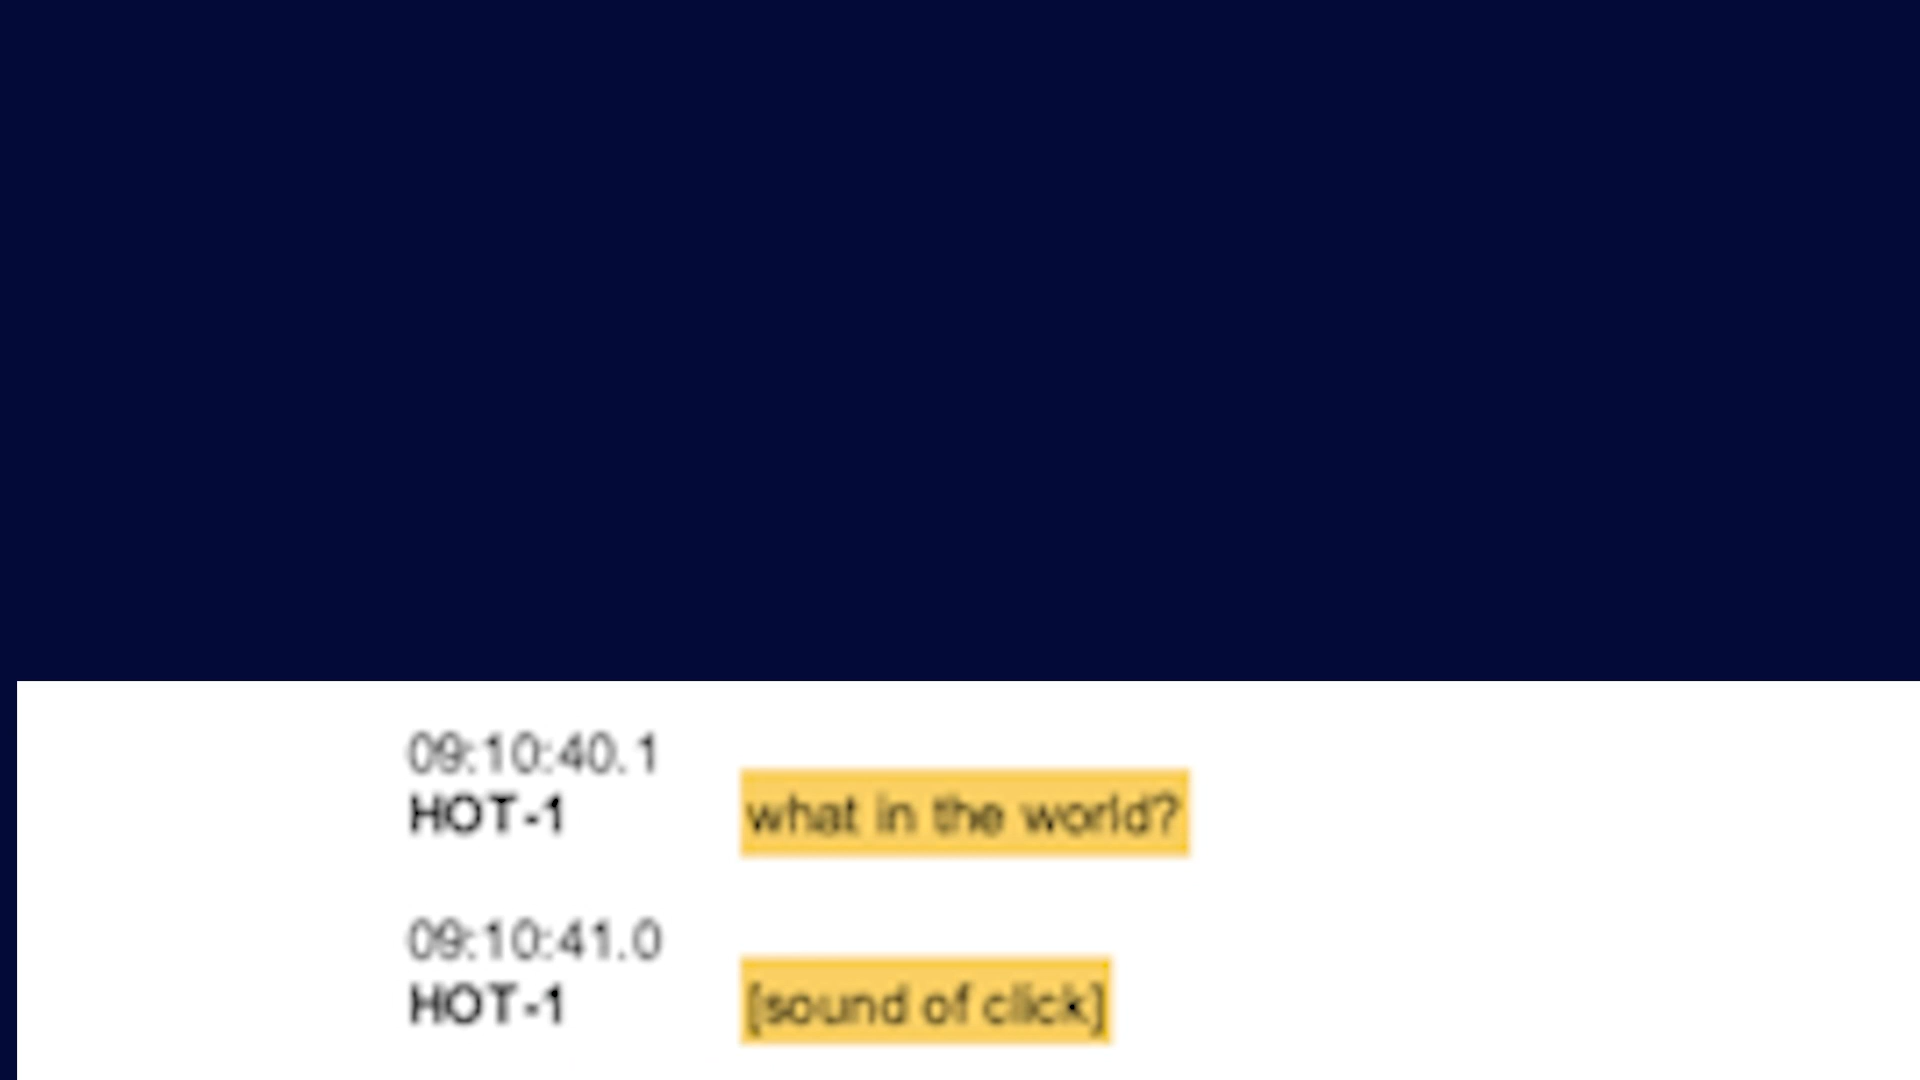 09:10:40.1
HOT-1 what in the world?
09:10:41.0
HOT-1 [sound of click]